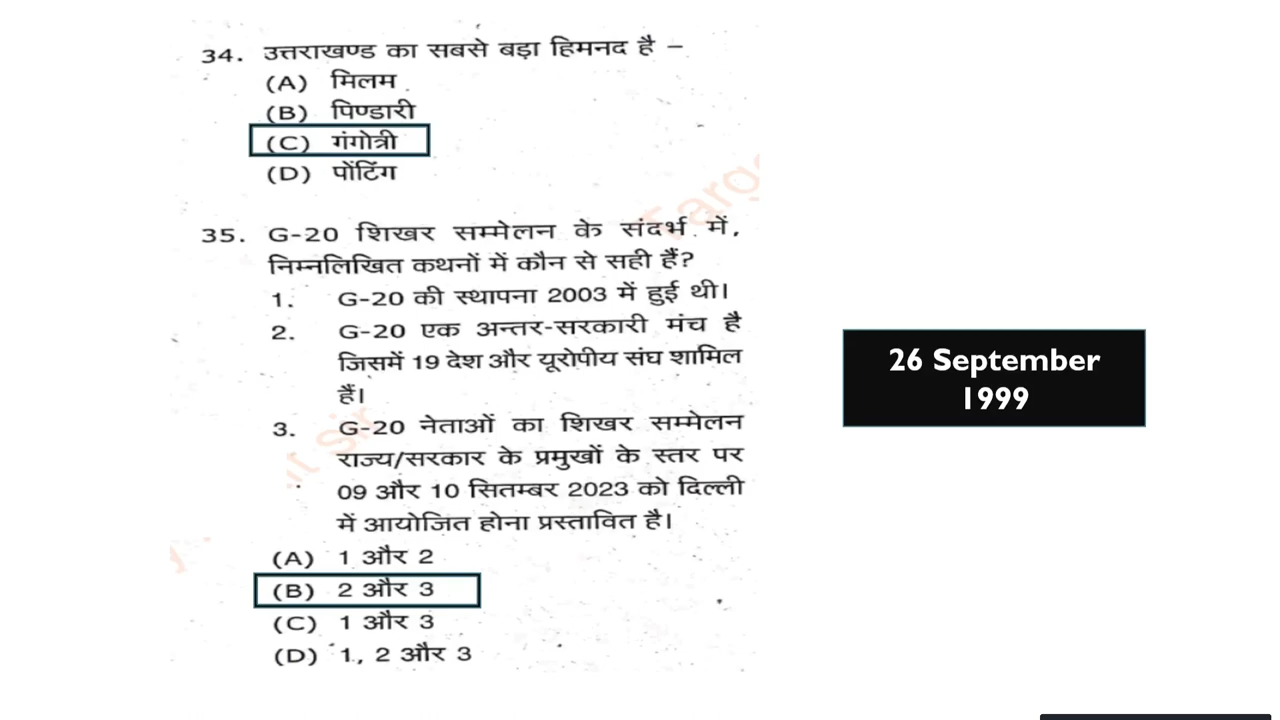 34. उत्तराखण्ड का सबसे बड़ा हिमनद है –
(A) मिलम
(B) पिण्डारी
(C) गंगोत्री
(D) पोंटिंग
35. G-20 शिखर सम्मेलन के संदर्भ में,
निम्नलिखित कथनों में कौन से सही हैं?
1. G-20 की स्थापना 2003 में हुई थी।
2. G-20 एक अन्तर-सरकारी मंच है
जिसमें 19 देश और यूरोपीय संघ शामिल
हैं।
3. G-20 नेताओं का शिखर सम्मेलन
राज्य/सरकार के प्रमुखों के स्तर पर
09 और 10 सितम्बर 2023 को दिल्ली
में आयोजित होना प्रस्तावित है।
(A) 1 और 2
(B) 2 और 3
(C) 1 और 3
(D) 1, 2 और 3
26 September
1999